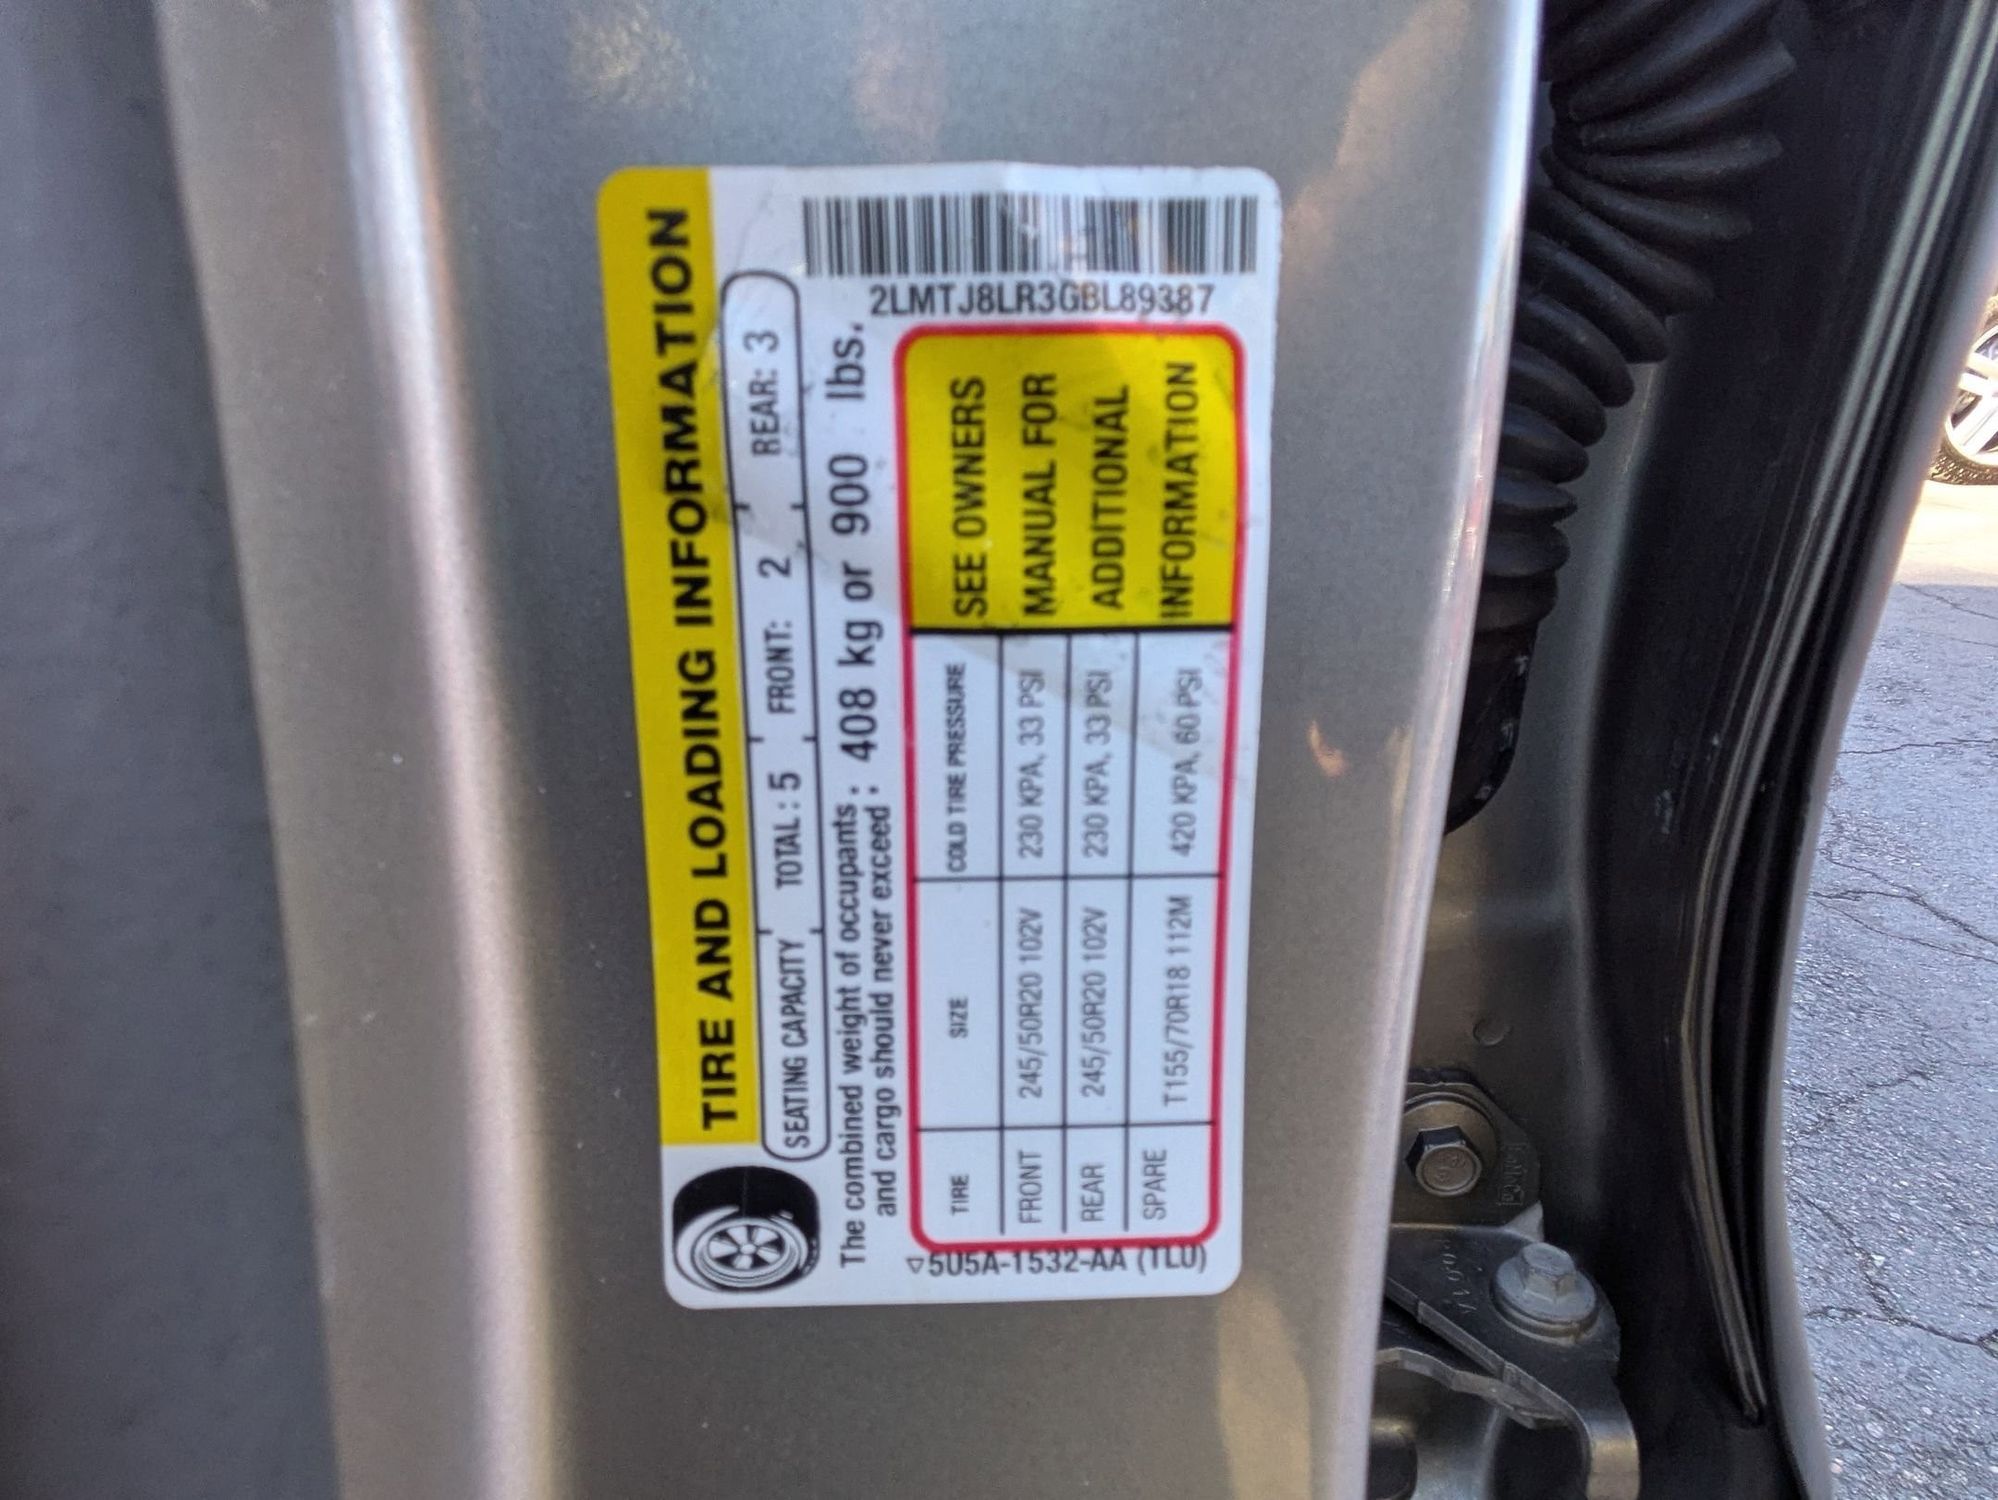 TIRE AND LOADING INFORMATION
SEATING CAPACITY TOTAL : 5 FRONT: 2 REAR: 3
The combined weight of occupants
and cargo should never exceed : 408 kg or 900 lbs.
TIRE SIZE COLD TIRE PRESSURE
FRONT 245/50R20 102V 230 KPA, 33 PSI
REAR 245/50R20 102V 230 KPA, 33 PSI
SPARE T155/70R18 112M 420 KPA, 60 PSI
SEE OWNERS
MANUAL FOR
ADDITIONAL
INFORMATION
5U5A-1532-AA (TLU)
2LMTJ8LR3GBL89387